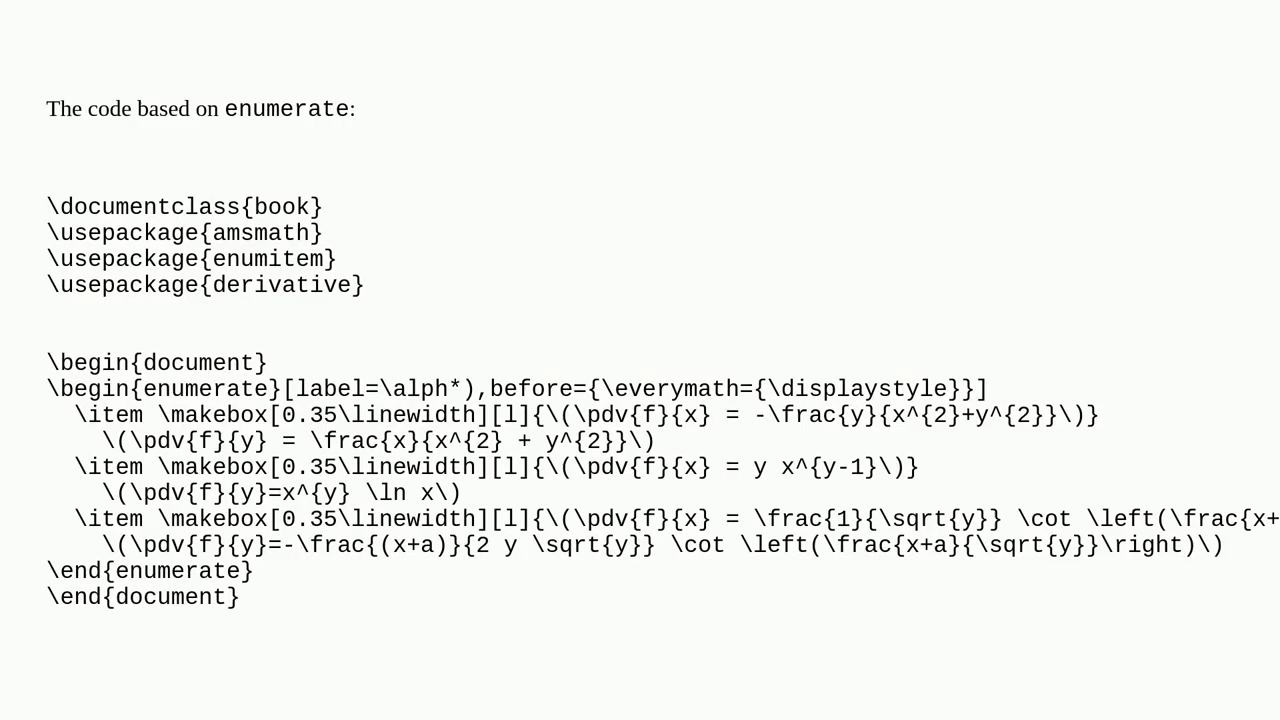 The code based on enumerate:
\documentclass{book}
\usepackage{amsmath}
\usepackage{enumitem}
\usepackage{derivative}
\begin{document}
\begin{enumerate}[label=\alph*),before={\everymath={\displaystyle}}]
\item \makebox[0.35\linewidth][l]{\(\pdv{f}{x} = -\frac{y}{x^{2}+y^{2}}\)}
\(\pdv{f}{y} = \frac{x}{x^{2} + y^{2}}\)
\item \makebox[0.35\linewidth][l]{\(\pdv{f}{x} = y x^{y-1}\)}
\(\pdv{f}{y}=x^{y} \ln x\)
\item \makebox[0.35\linewidth][l]{\(\pdv{f}{x} = \frac{1}{\sqrt{y}} \cot \left(\frac{x+
\(\pdv{f}{y}=-\frac{(x+a)}{2 y \sqrt{y}} \cot \left(\frac{x+a}{\sqrt{y}}\right)\)
\end{enumerate}
\end{document}